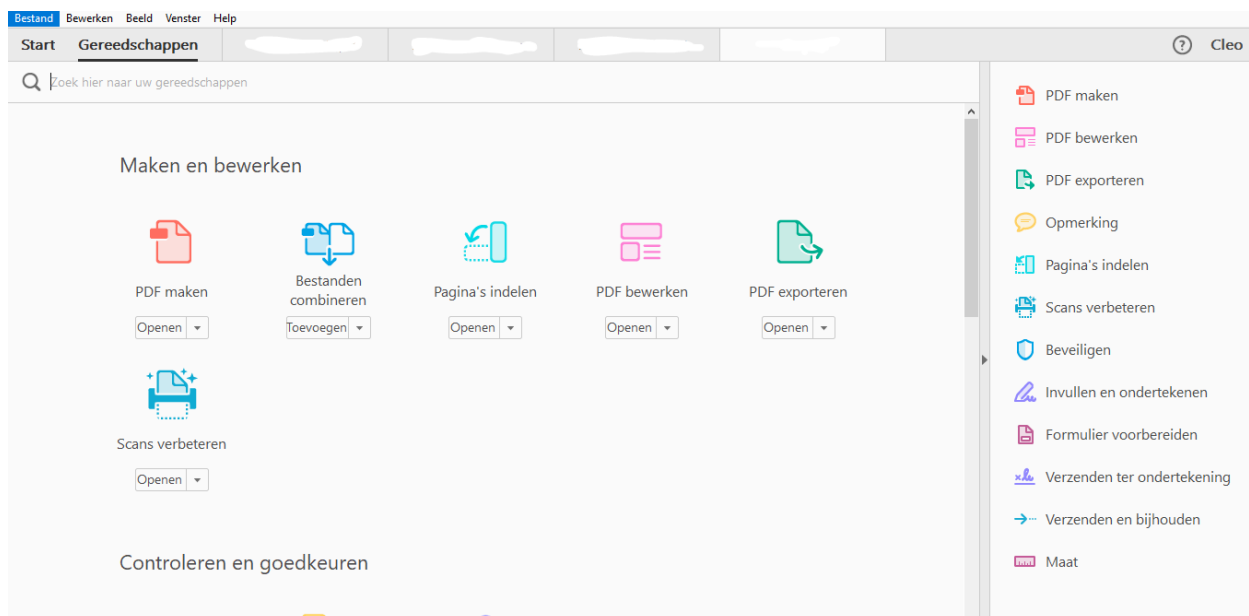 Bestand Bewerken Beeld Venster Help
Start Gereedschappen
Cleo
Zoek hier naar uw gereedschappen
Maken en bewerken
PDF maken
Openen
Bestanden
combineren
Toevoegen
Pagina's indelen
Openen
PDF bewerken
Openen
PDF exporteren
Openen
Scans verbeteren
Openen
Controleren en goedkeuren
PDF maken
PDF bewerken
PDF exporteren
Opmerking
Pagina's indelen
Scans verbeteren
Beveiligen
Invullen en ondertekenen
Formulier voorbereiden
Verzenden ter ondertekening
Verzenden en bijhouden
Maat